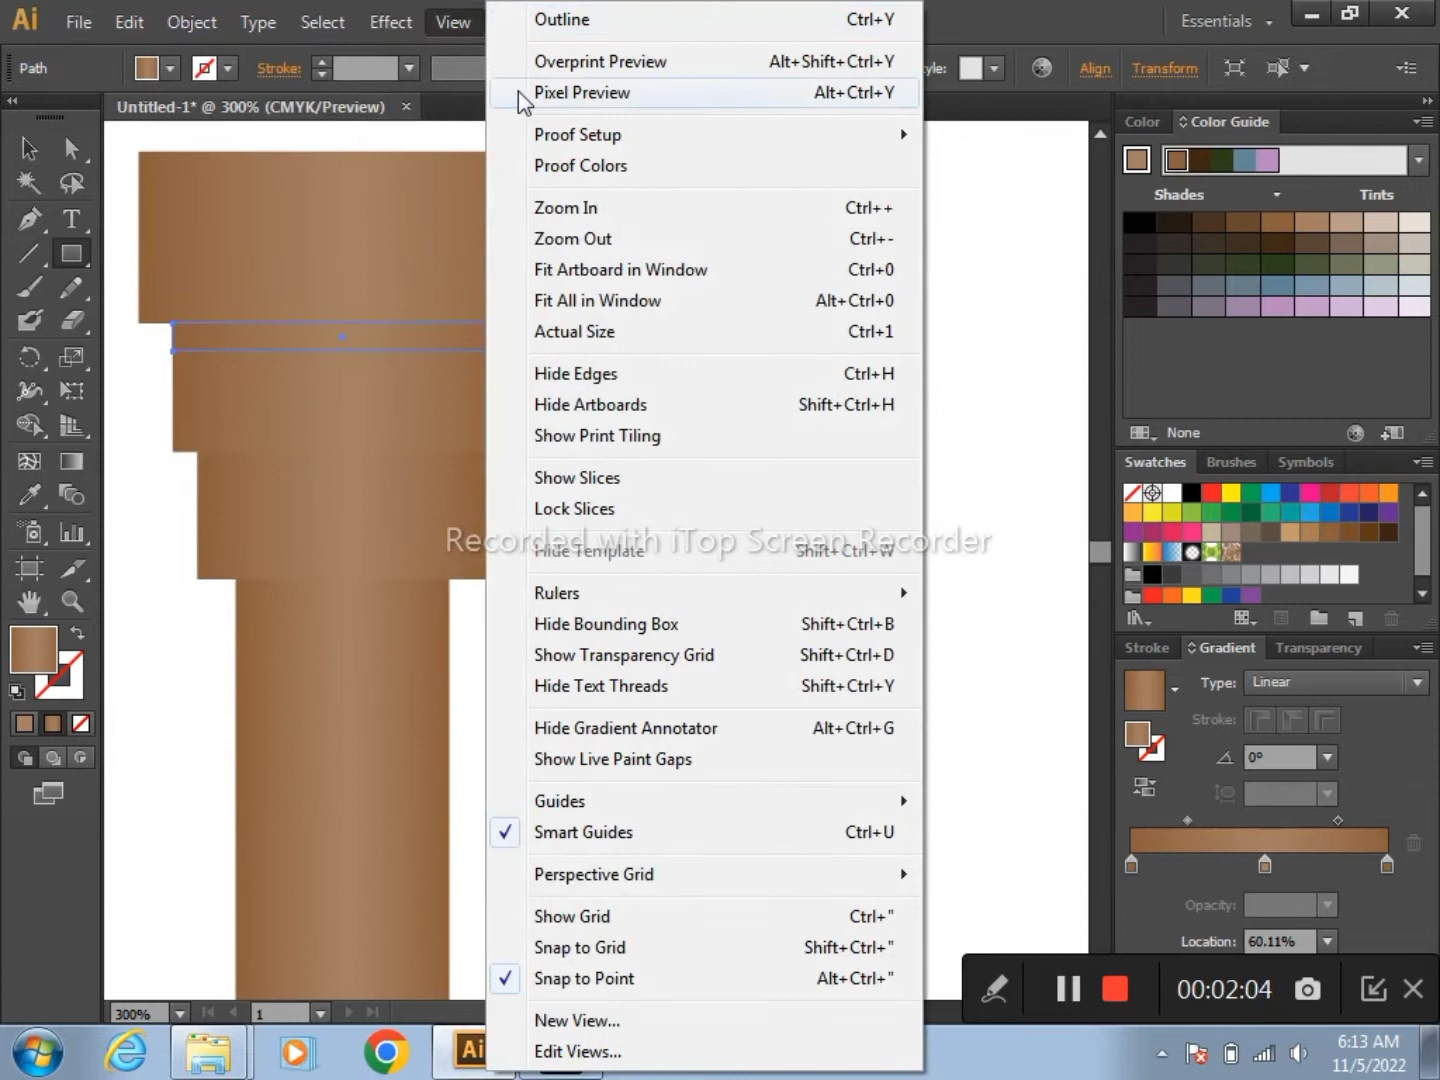 Ai File Edit Object Type Select Effect View
Essentials
Path
Stroke:
yle:
Align
Transform
Untitled-1* @ 300% (CMYK/Preview) ×
Outline Ctrl+Y
Overprint Preview Alt+Shift+Ctrl+Y
Pixel Preview Alt+Ctrl+Y
Proof Setup
Proof Colors
Zoom In Ctrl++
Zoom Out Ctrl+-
Fit Artboard in Window Ctrl+0
Fit All in Window Alt+Ctrl+0
Actual Size Ctrl+1
Hide Edges Ctrl+H
Hide Artboards Shift+Ctrl+H
Show Print Tiling
Show Slices
Lock Slices
Hide Template Shift+Ctrl+W
Recorded with iTop Screen Recorder
Rulers
Hide Bounding Box Shift+Ctrl+B
Show Transparency Grid Shift+Ctrl+D
Hide Text Threads Shift+Ctrl+Y
Hide Gradient Annotator Alt+Ctrl+G
Show Live Paint Gaps
Guides
Smart Guides Ctrl+U
Perspective Grid
Show Grid Ctrl+"
Snap to Grid Shift+Ctrl+"
Snap to Point Alt+Ctrl+"
New View...
Edit Views...
Color Color Guide
Shades Tints
None
Swatches Brushes Symbols
Stroke Gradient Transparency
Type: Linear
Stroke:
0°
Opacity:
Location: 60.11%
00:02:04
300%
1
Ai
6:13 AM
11/5/2022